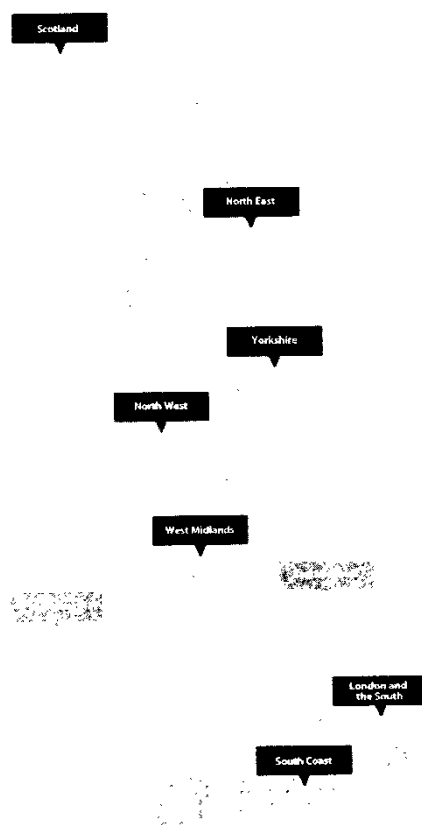 Scotland
North East
Yorkshire
North West
West Midlands
London and
the South
South Coast